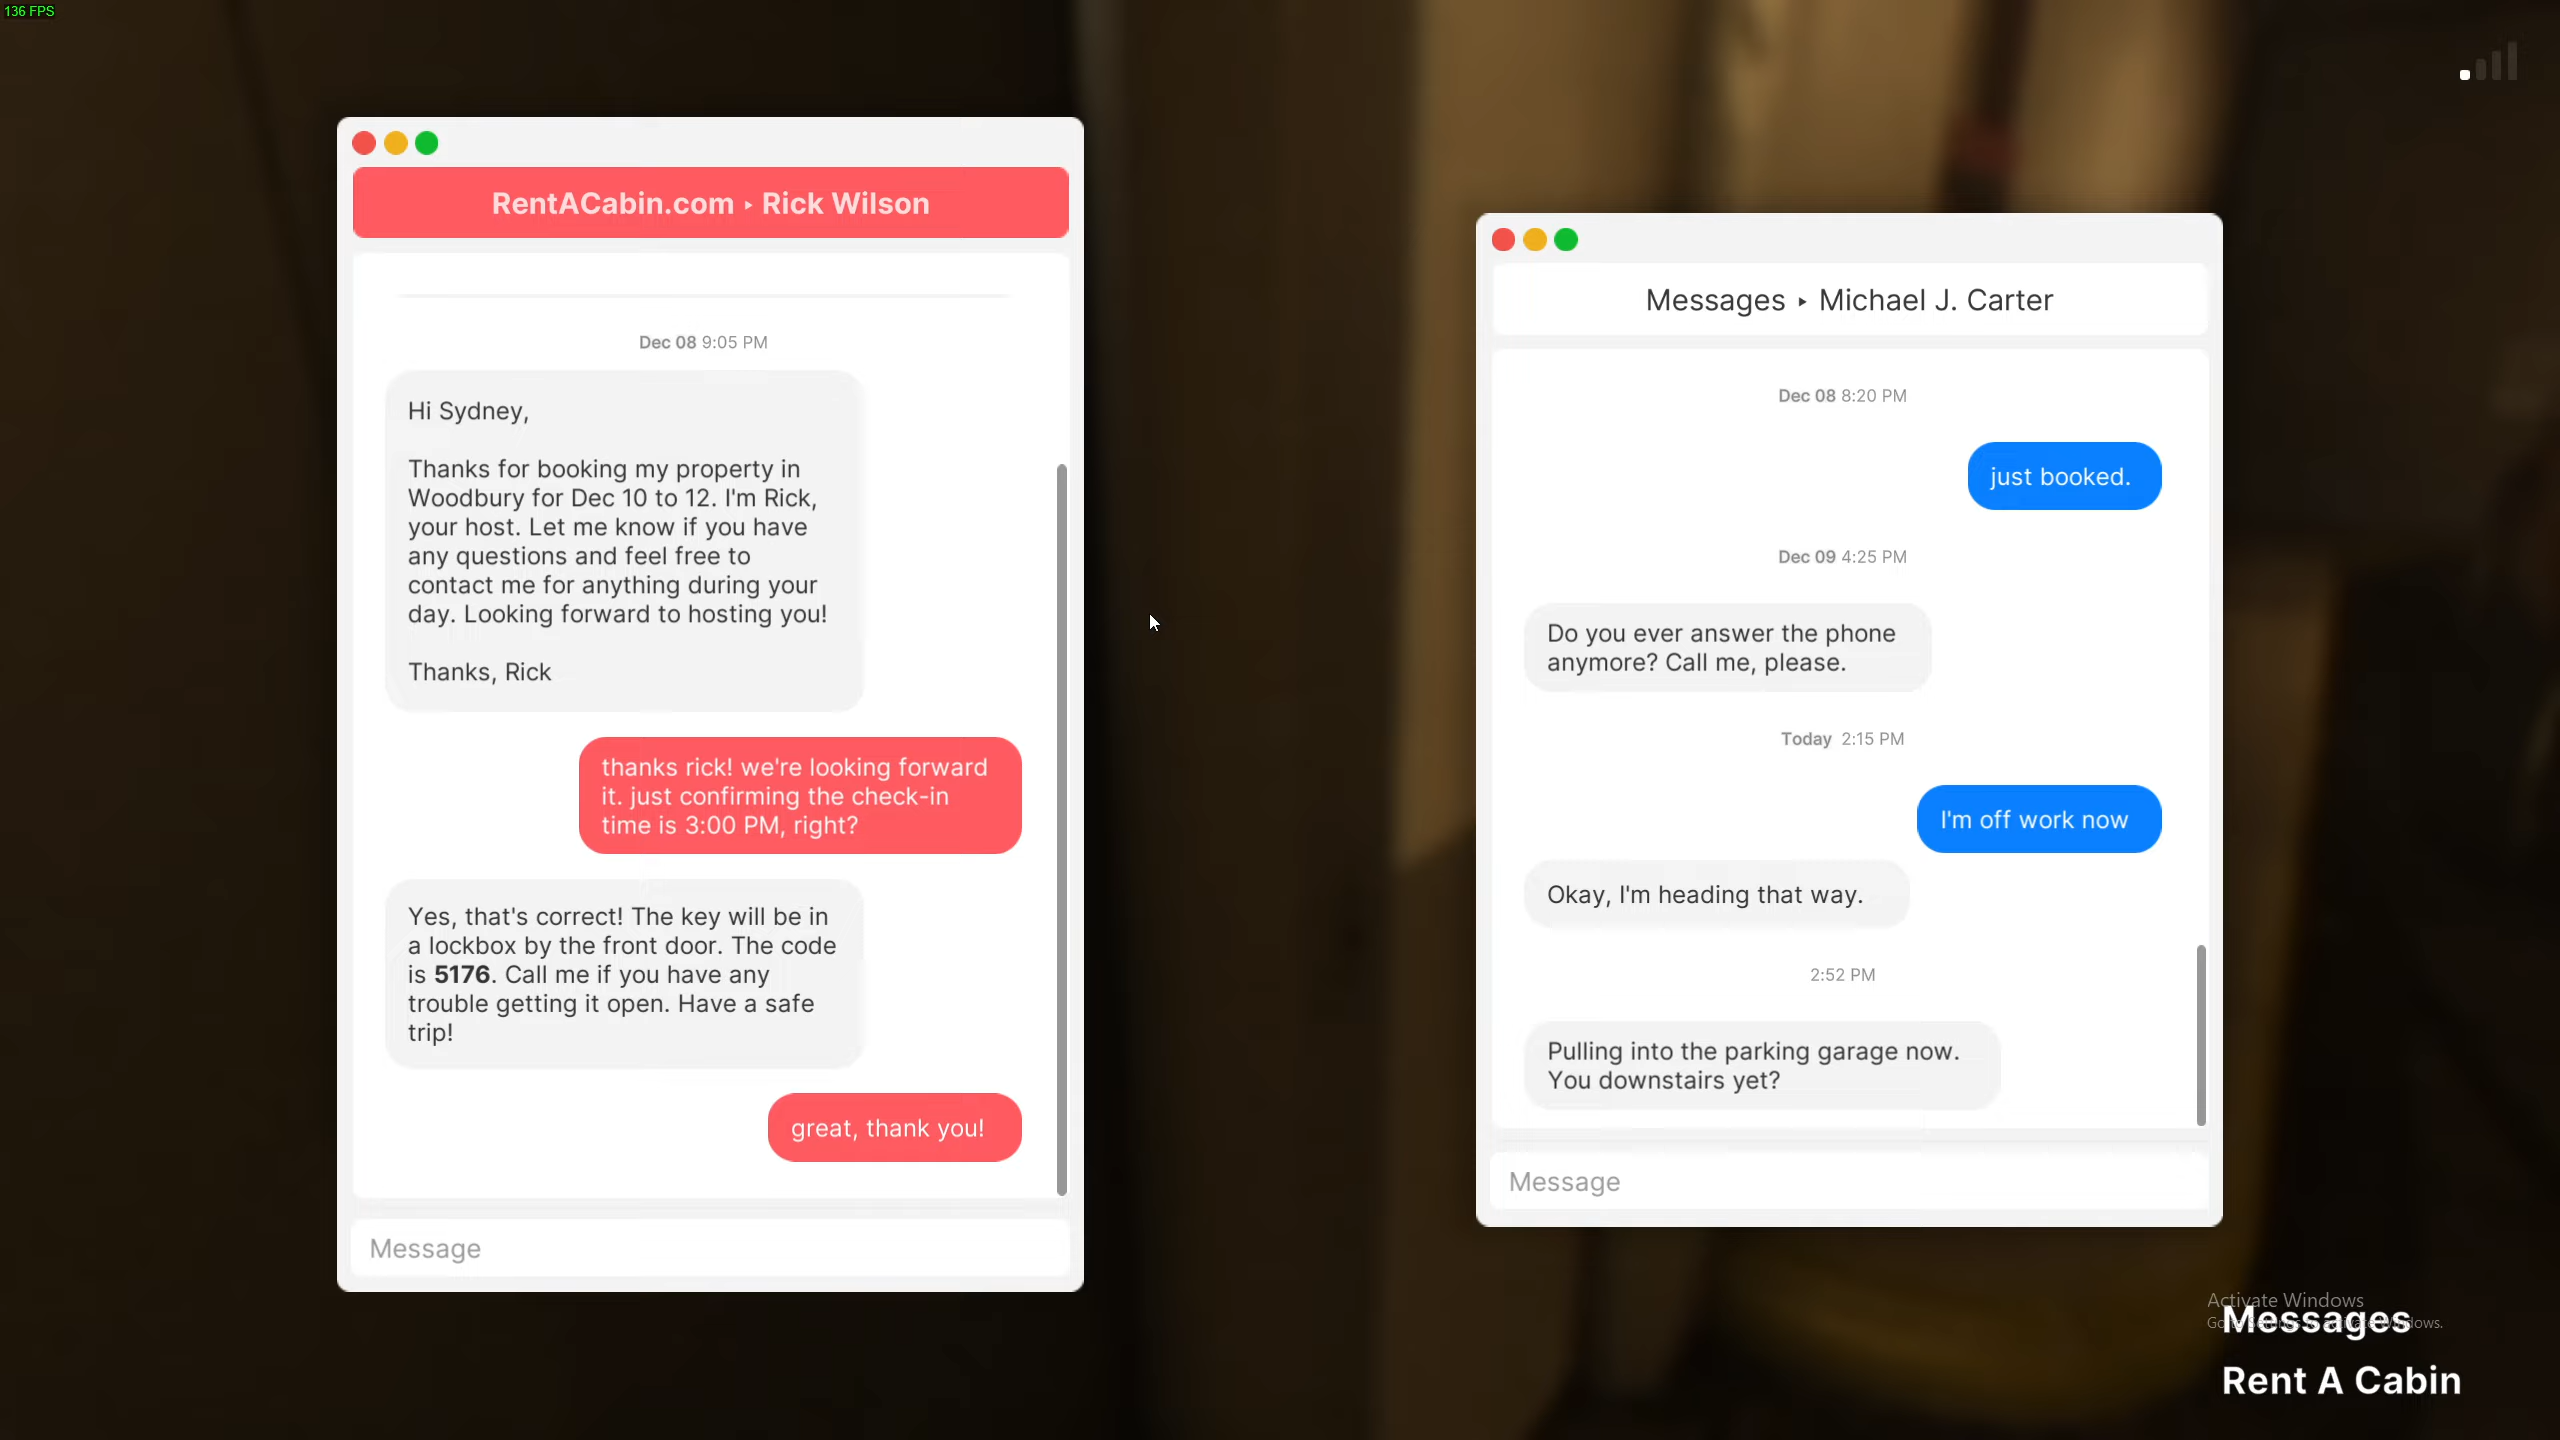 136 FPS
RentACabin.com ‣ Rick Wilson
Dec 08 9:05 PM
Hi Sydney,
Thanks for booking my property in
Woodbury for Dec 10 to 12. I'm Rick,
your host. Let me know if you have
any questions and feel free to
contact me for anything during your
day. Looking forward to hosting you!
Thanks, Rick
thanks rick! we're looking forward
it. just confirming the check-in
time is 3:00 PM, right?
Yes, that's correct! The key will be in
a lockbox by the front door. The code
is 5176. Call me if you have any
trouble getting it open. Have a safe
trip!
great, thank you!
Message
Messages ‣ Michael J. Carter
Dec 08 8:20 PM
just booked.
Dec 09 4:25 PM
Do you ever answer the phone
anymore? Call me, please.
Today 2:15 PM
I'm off work now
Okay, I'm heading that way.
2:52 PM
Pulling into the parking garage now.
You downstairs yet?
Message
Activate Windows
Messages
Rent A Cabin